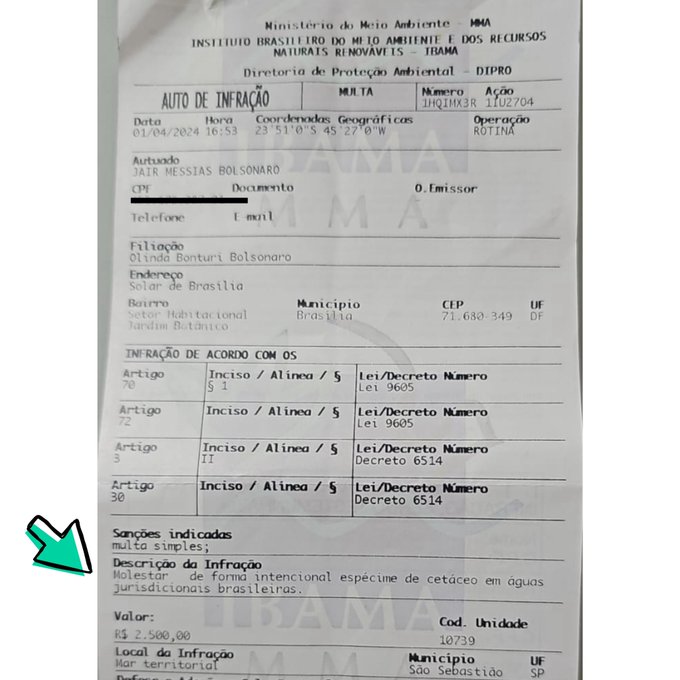 Ministério do Meio Ambiente - MMA
INSTITUTO BRASILEIRO DO MEIO AMBIENTE E DOS RECURSOS
NATURAIS RENOVÁVEIS - IBAMA
Diretoria de Proteção Ambiental - DIPRO
AUTO DE INFRAÇÃO MULTA Número Ação
1HQIMX3R 11U2704
Data Hora Coordenadas Geográficas Operação
01/04/2024 16:53 23°51'0"S 45°27'0"W ROTINA
IBAMA
MMA
Autuado
JAIR MESSIAS BOLSONARO
CPF Documento O.Emissor
Telefone E-mail
Filiação
Olinda Bonturi Bolsonaro
Endereço
Solar de Brasília
Bairro Município CEP UF
Setor Habitacional Brasília 71.680-349 DF
Jardim Botânico
INFRAÇÃO DE ACORDO COM OS
Artigo Inciso / Alínea / § Lei/Decreto Número
70 § 1 Lei 9605
Artigo Inciso / Alínea / § Lei/Decreto Número
72 Lei 9605
Artigo Inciso / Alínea / § Lei/Decreto Número
3 II Decreto 6514
Artigo Inciso / Alínea / § Lei/Decreto Número
30 Decreto 6514
Sanções indicadas
multa simples;
Descrição da Infração
Molestar de forma intencional espécime de cetáceo em águas
jurisdicionais brasileiras.
IBAMA
MMA
Valor: Cod. Unidade
R$ 2.500,00 10739
Local da Infração Município UF
Mar territorial São Sebastião SP